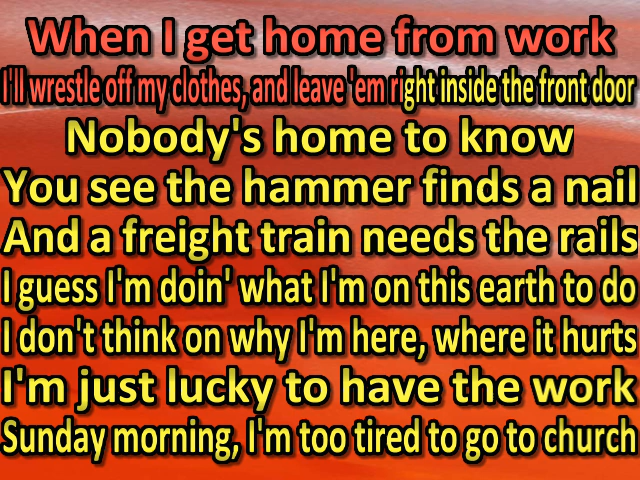 When I get home from work
I'll wrestle off my clothes, and leave 'em right inside the front door
Nobody's home to know
You see the hammer finds a nail
And a freight train needs the rails
I guess I'm doin' what I'm on this earth to do
I don't think on why I'm here, where it hurts
I'm just lucky to have the work
Sunday morning, I'm too tired to go to church